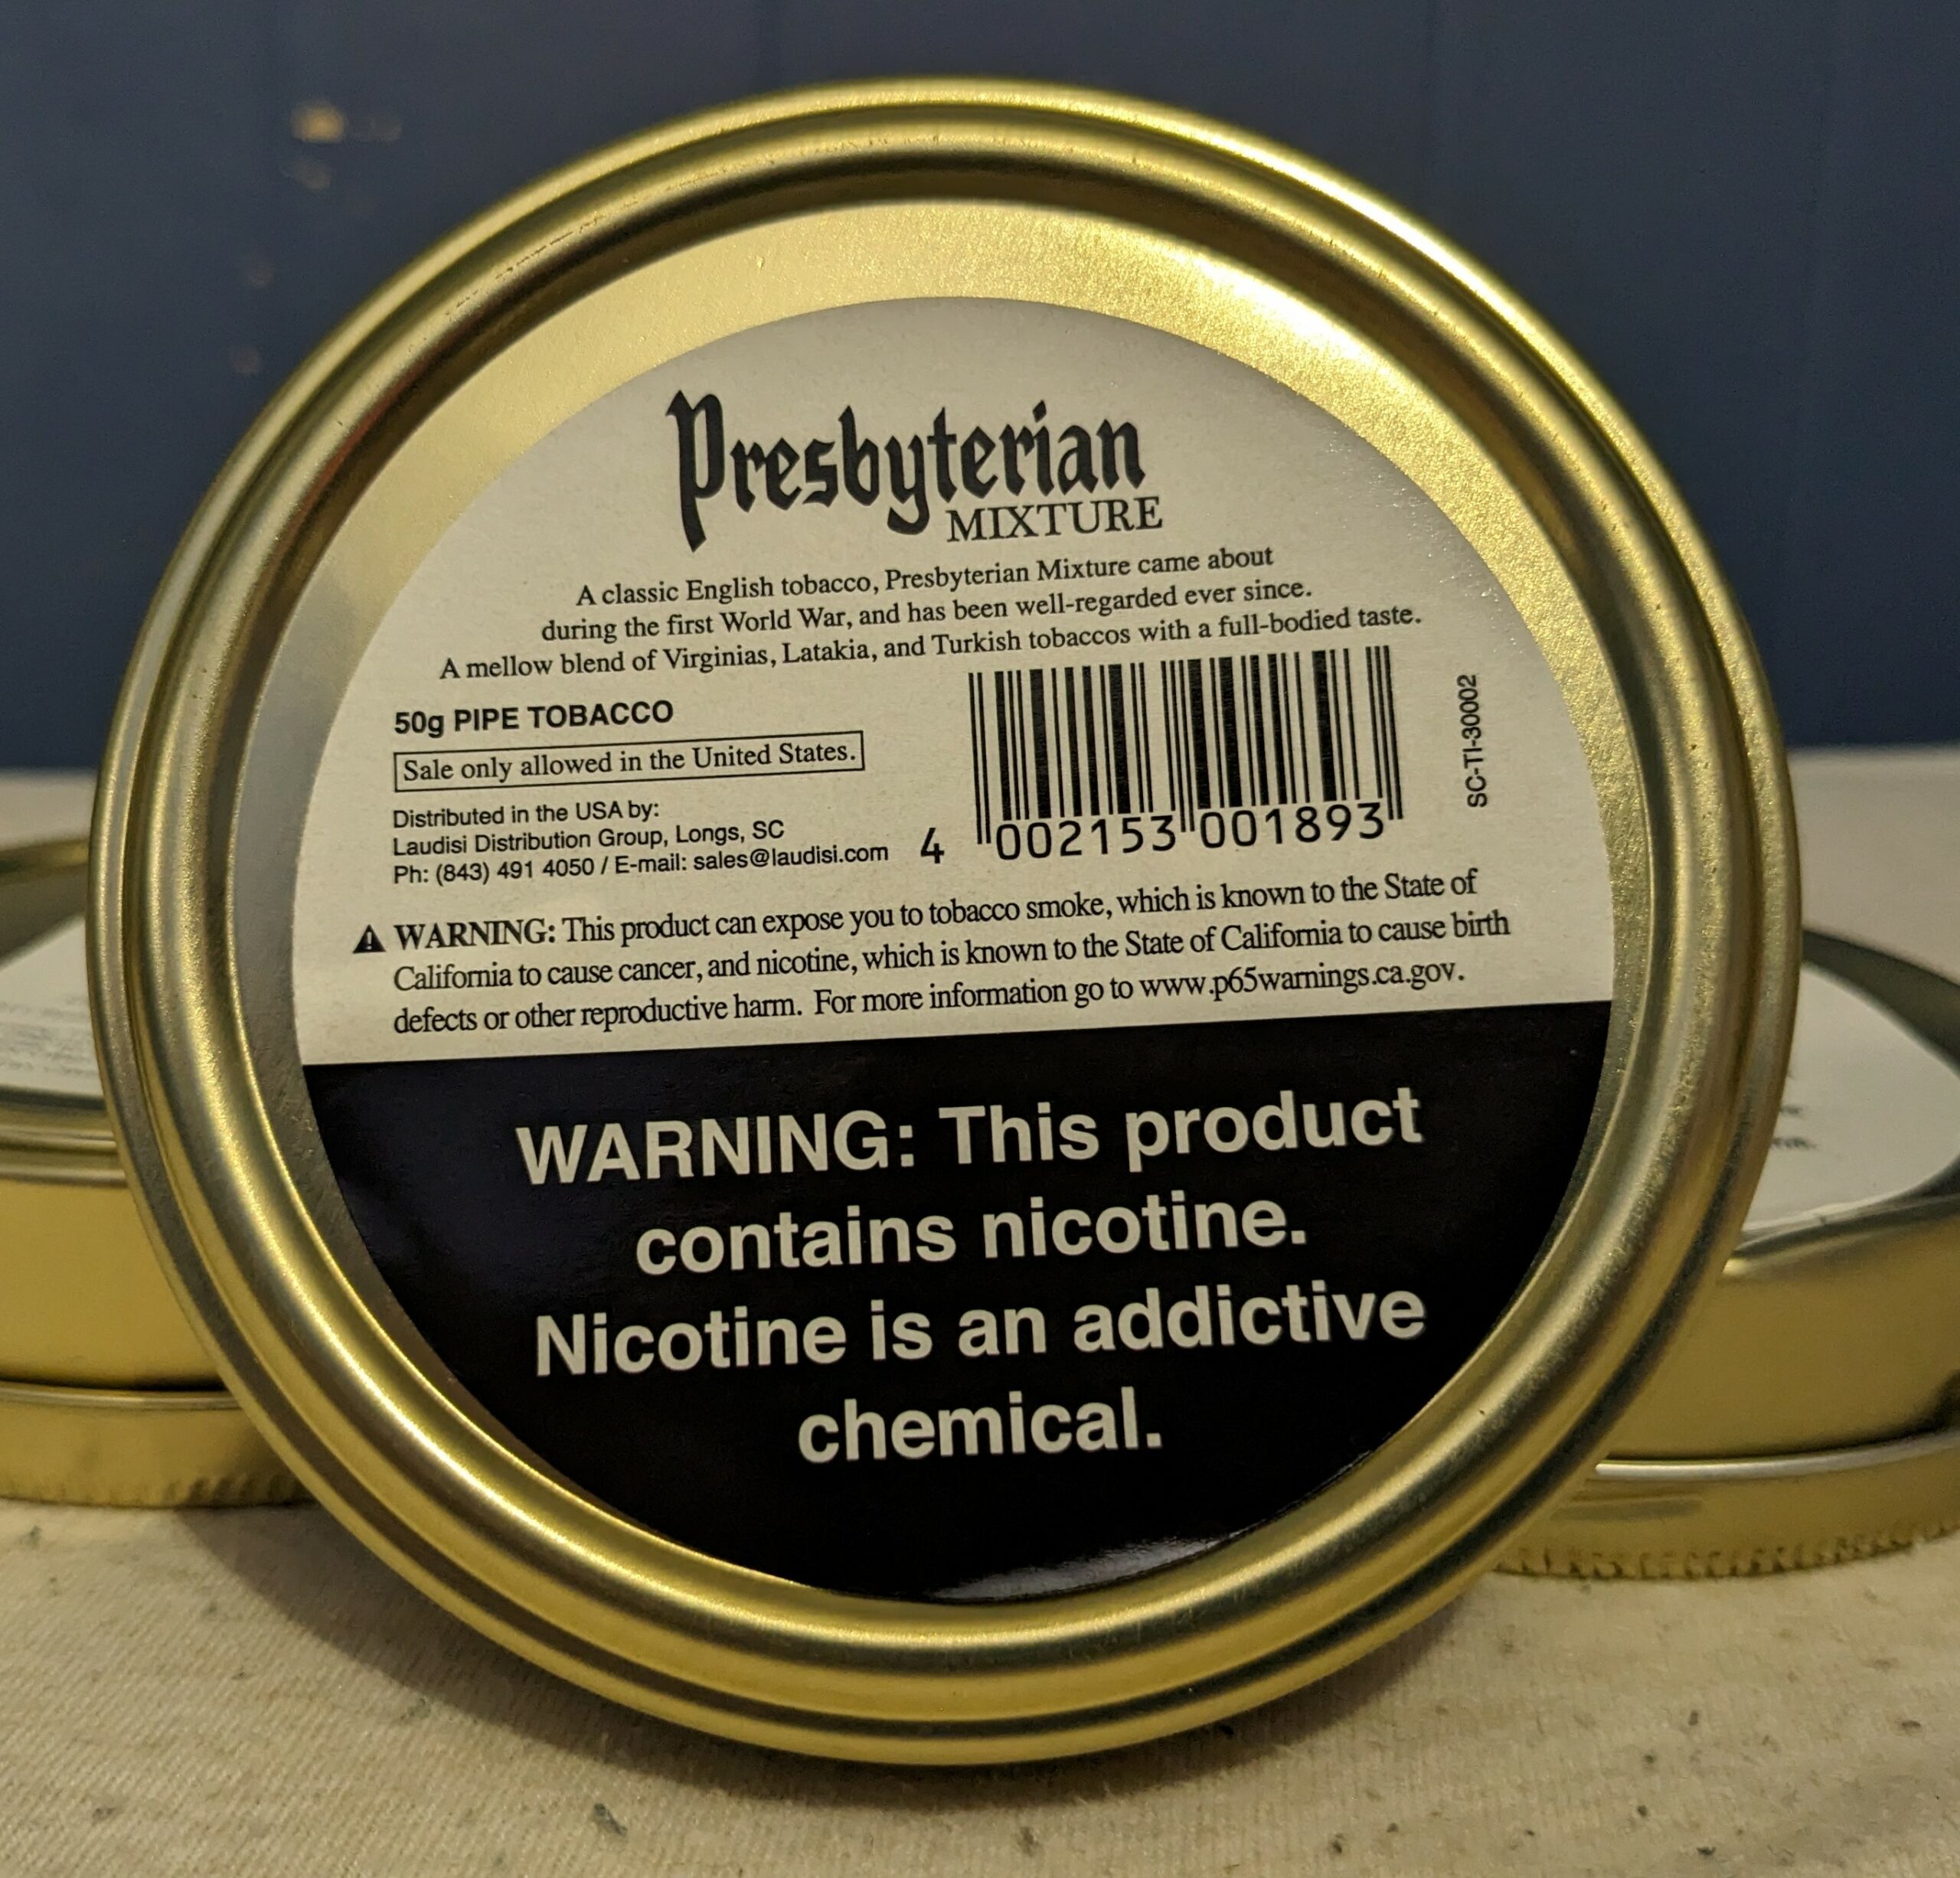 Presbyterian
MIXTURE
A classic English tobacco, Presbyterian Mixture came about
during the first World War, and has been well-regarded ever since.
A mellow blend of Virginias, Latakia, and Turkish tobaccos with a full-bodied taste.
50g PIPE TOBACCO
Sale only allowed in the United States.
Distributed in the USA by:
Laudisi Distribution Group, Longs, SC
Ph: (843) 491 4050 / E-mail: sales@laudisi.com
4 002153 001893
SC-TI-30002
⚠ WARNING: This product can expose you to tobacco smoke, which is known to the State of
California to cause cancer, and nicotine, which is known to the State of California to cause birth
defects or other reproductive harm. For more information go to www.p65warnings.ca.gov.
WARNING: This product
contains nicotine.
Nicotine is an addictive
chemical.